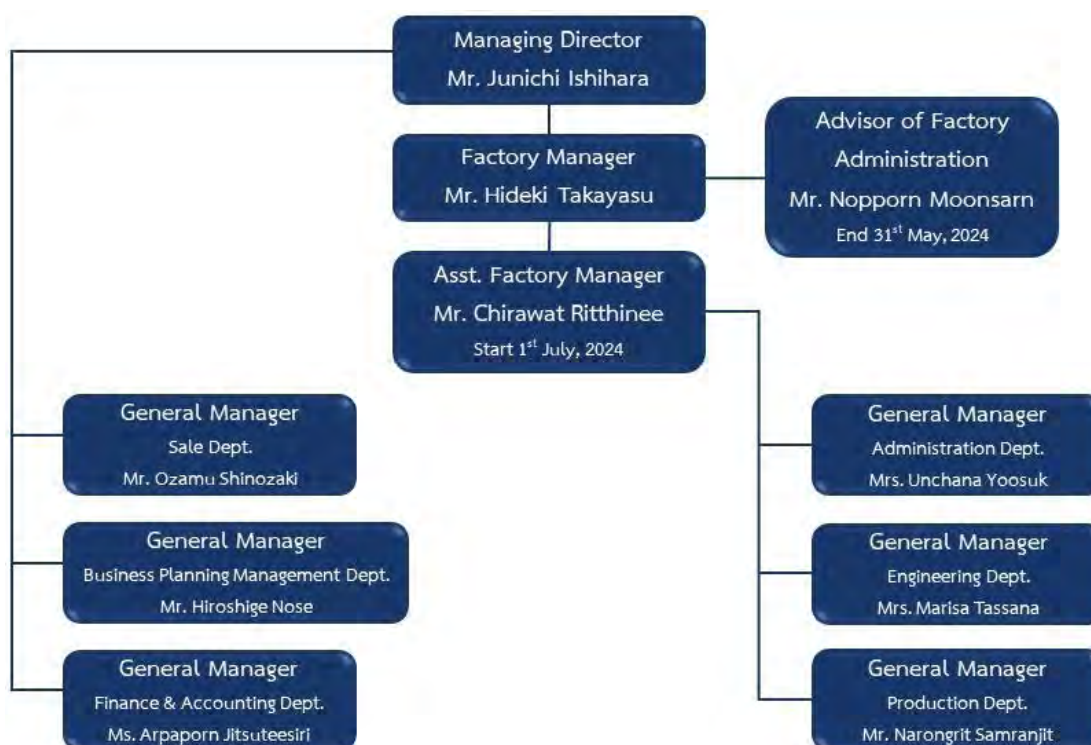 Managing Director
Mr. Junichi Ishihara
Factory Manager
Mr. Hideki Takayasu
Advisor of Factory
Administration
Mr. Nopporn Moonsarn
End 31st May, 2024
Asst. Factory Manager
Mr. Chirawat Ritthinee
Start 1st July, 2024
General Manager
Sale Dept.
Mr. Ozamu Shinozaki
General Manager
Business Planning Management Dept.
Mr. Hiroshige Nose
General Manager
Finance & Accounting Dept.
Ms. Arpaporn Jitsuteesiri
General Manager
Administration Dept.
Mrs. Unchana Yoosuk
General Manager
Engineering Dept.
Mrs. Marisa Tassana
General Manager
Production Dept.
Mr. Narongrit Samranjit